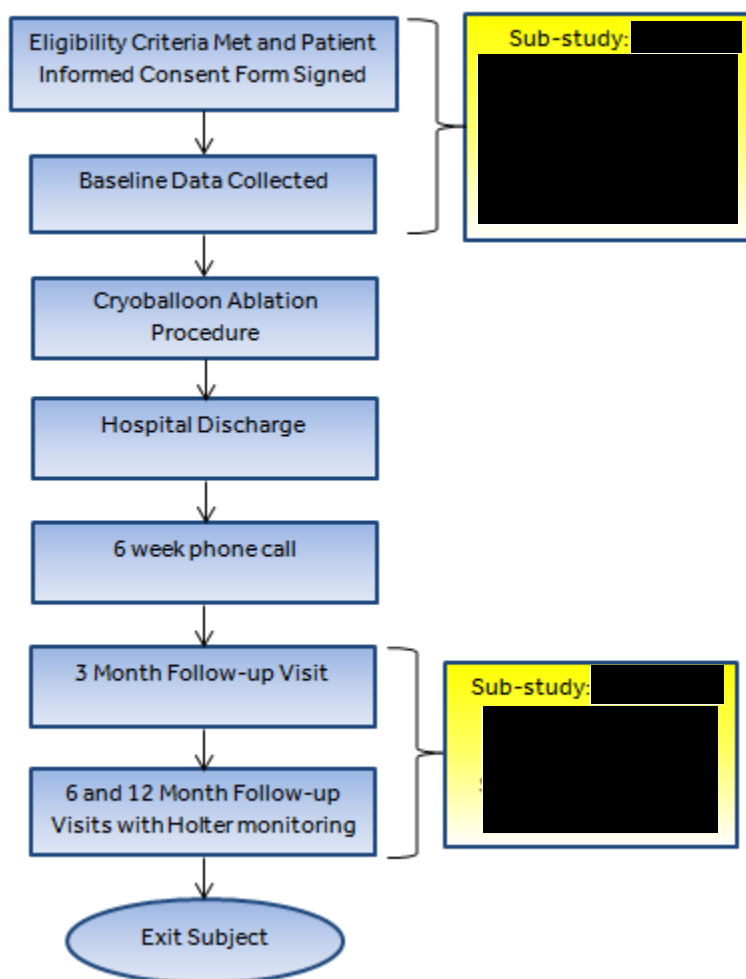 Eligibility Criteria Met and Patient
Informed Consent Form Signed
Sub-study:
Baseline Data Collected
Cryoballoon Ablation
Procedure
Hospital Discharge
6 week phone call
3 Month Follow-up Visit
Sub-study:
6 and 12 Month Follow-up
Visits with Holter monitoring
Exit Subject